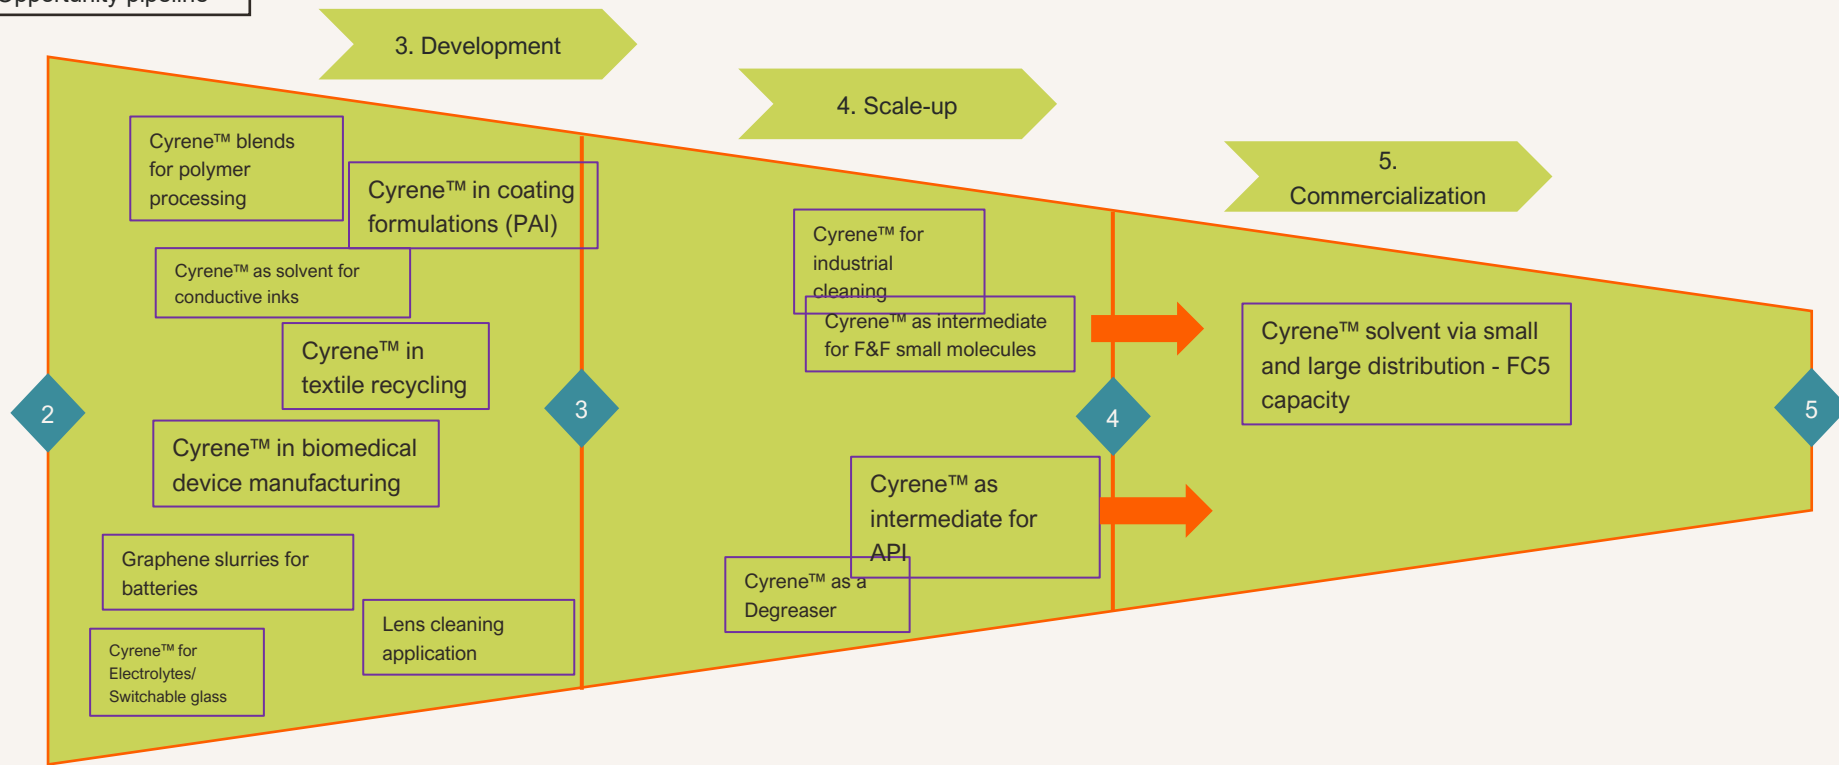 Opportunity pipeline
3. Development
4. Scale-up
5.
Commercialization
Cyrene™ blends
for polymer
processing
Cyrene™ in coating
formulations (PAI)
Cyrene™ as solvent for
conductive inks
Cyrene™ in
textile recycling
Cyrene™ in biomedical
device manufacturing
Graphene slurries for
batteries
Lens cleaning
application
Cyrene™ for
Electrolytes/
Switchable glass
Cyrene™ for
industrial
cleaning
Cyrene™ as intermediate
for F&F small molecules
Cyrene™ as
intermediate for
API
Cyrene™ as a
Degreaser
Cyrene™ solvent via small
and large distribution - FC5
capacity
2
3
4
5